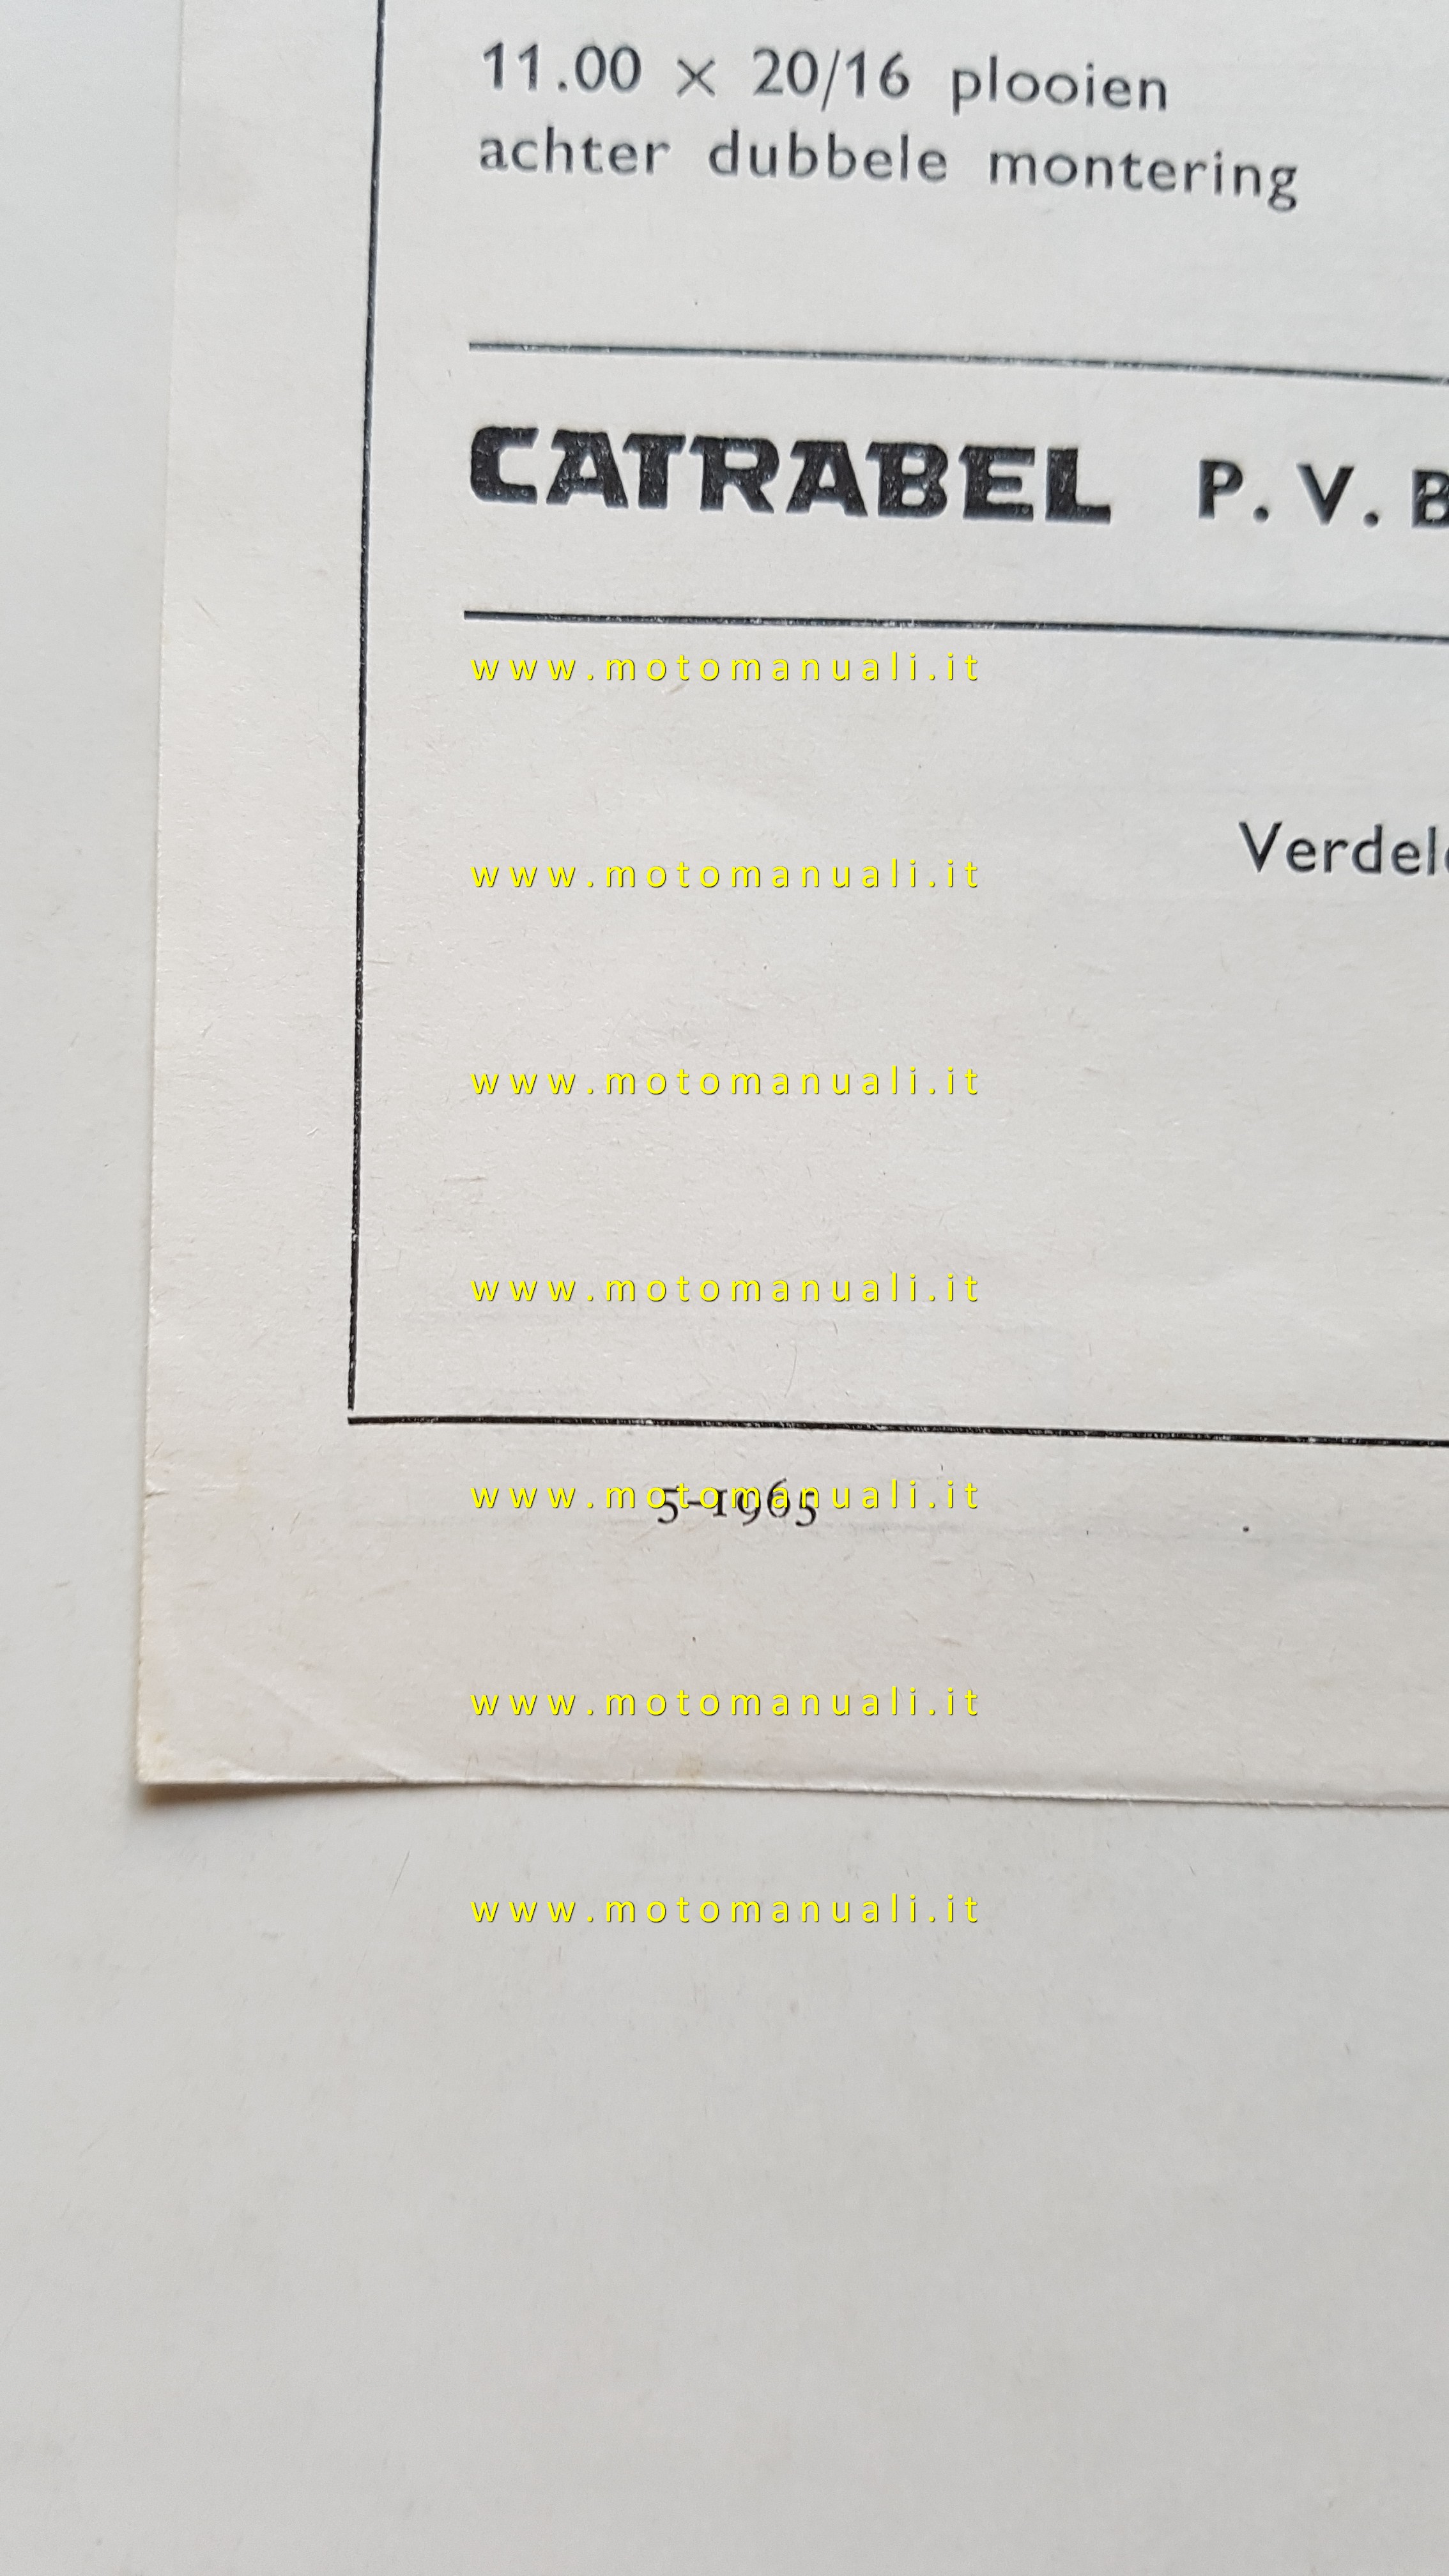 11.00 × 20/16 plooien
achter dubbele montering
CATRABEL P. V. B
www.motomanuali.it
Verdel
www.motomanuali.it
www.motomanuali.it
www.motomanuali.it
www.motomanuali.it
5-1965
www.motomanuali.it
www.motomanuali.it